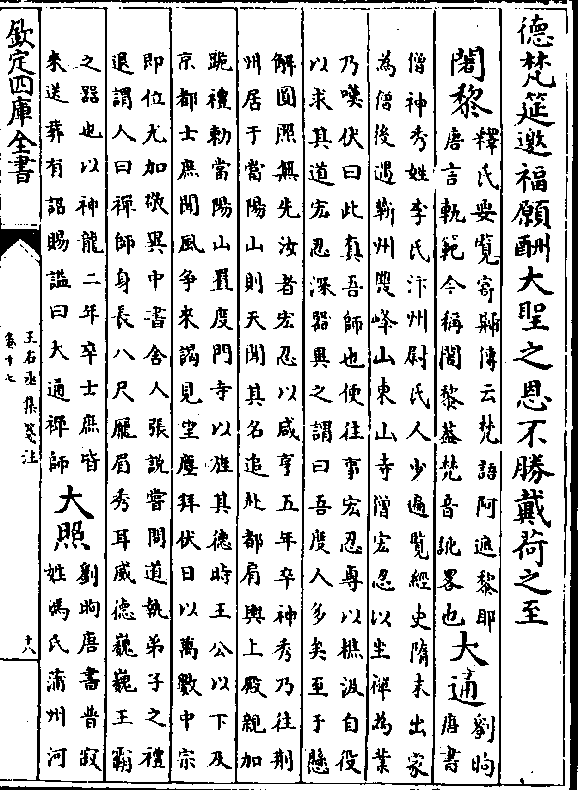 德梵筵邀福願酬大聖之恩不勝戴荷之至
闍黎
釋氏要覽寄歸傳云梵語阿遮黎耶
唐言軌範今稱闍黎葢梵音訛畧也
大通
劉昫
唐書
僧神秀姓李氏汴州尉氏人少遍覽經史隋末出家
為僧後遇蘄州雙峰山東山寺僧宏忍以坐禪為業
乃嘆伏曰此真吾師也便往事宏忍專以樵汲自役
以求其道宏忍深器異之謂曰吾度人多矣至于懸
解圓照無先汝者宏忍以咸亨五年卒神秀乃往荆
州居于當陽山則天聞其名追赴都肩輿上殿親加
跪禮勅當陽山置度門寺以旌其德時王公以下及
京都士庶聞風争來謁見望塵拜伏日以萬數中宗
即位尤加敬異中書舍人張說嘗問道執弟子之禮
退謂人曰禪師身長八尺龎眉秀耳威德巍巍王霸
之器也以神龍二年卒士庶皆
來送葬有詔賜謚曰大通禪師
大照
劉昫唐書普寂
姓馮氏蒲州河
欽定四庫全書
王右丞集箋注
卷十七
十八